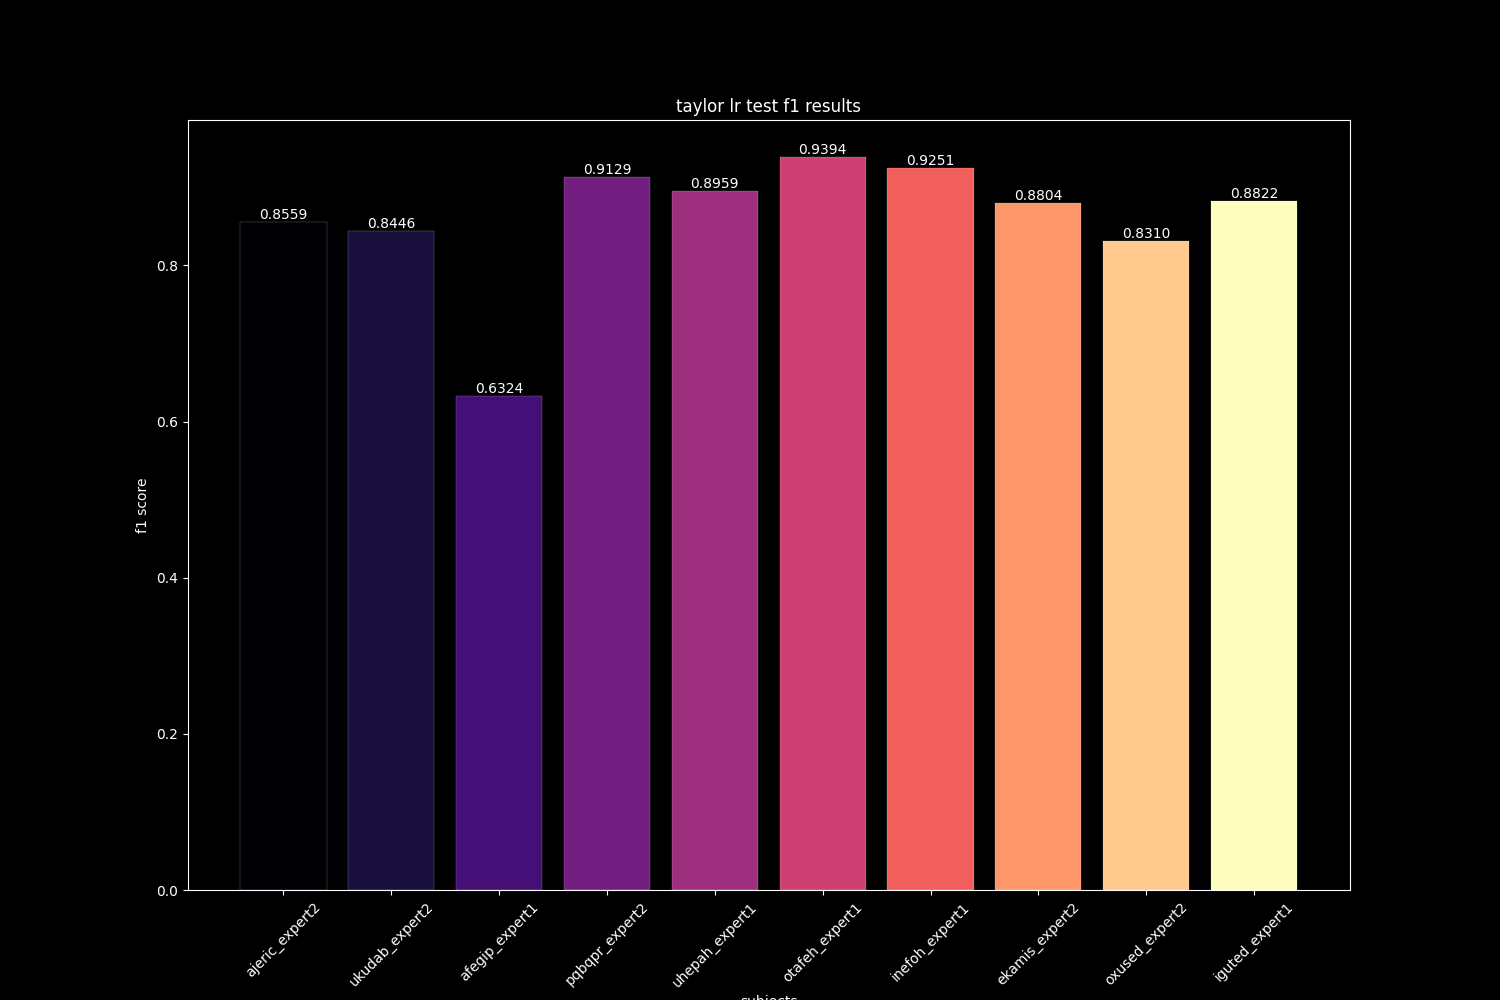 taylor lr test f1 results
0.8559
0.8446
0.6324
0.9129
0.8959
0.9394
0.9251
0.8804
0.8310
0.8822
0.8
0.6
0.4
0.2
0.0
f1 score
ajeric_expert2
ukudab_expert2
afegip_expert1
pqbqpr_expert2
uhepah_expert1
otafeh_expert1
inefoh_expert1
ekamis_expert2
oxused_expert2
iguted_expert1
subjects